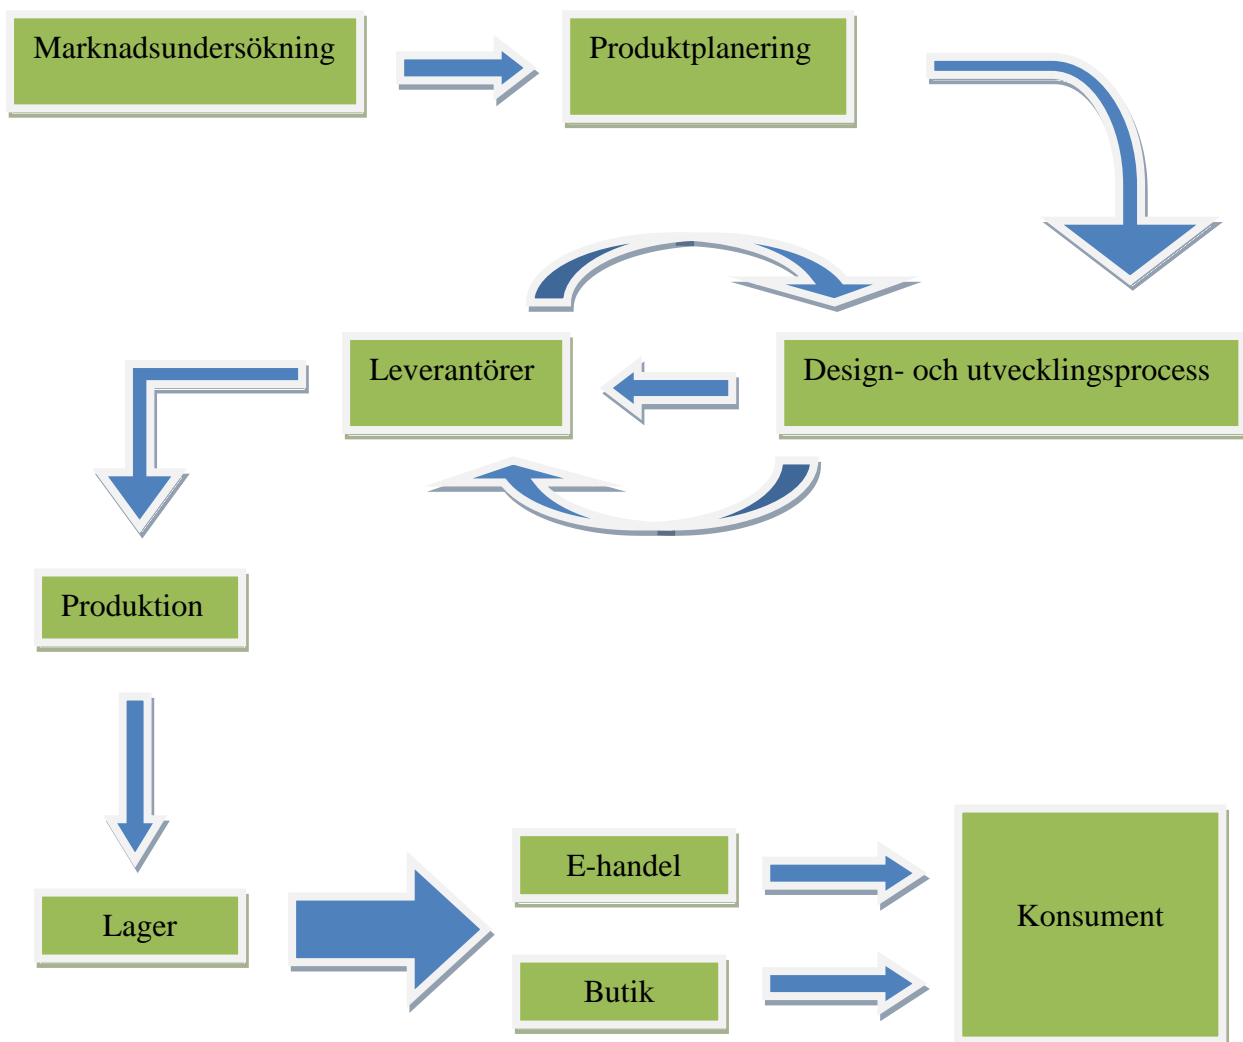 Marknadsundersökning
Produktplanering
Leverantörer
Design- och utvecklingsprocess
Produktion
E-handel
Lager
Konsument
Butik